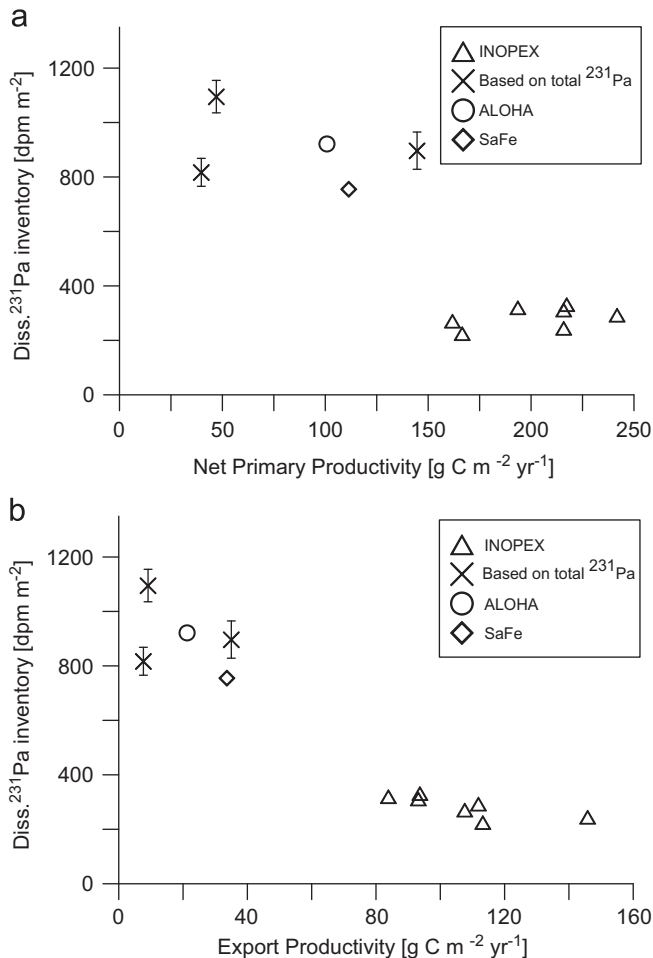 a
1200
800
400
0
Diss.²³¹Pa inventory [dpm m⁻²]
INOPEX
Based on total ²³¹Pa
ALOHA
SaFe
0 50 100 150 200 250
Net Primary Productivity [g C m ⁻² yr⁻¹]
b
1200
800
400
0
Diss.²³¹Pa inventory [dpm m⁻²]
INOPEX
Based on total ²³¹Pa
ALOHA
SaFe
0 40 80 120 160
Export Productivity [g C m ⁻² yr⁻¹]